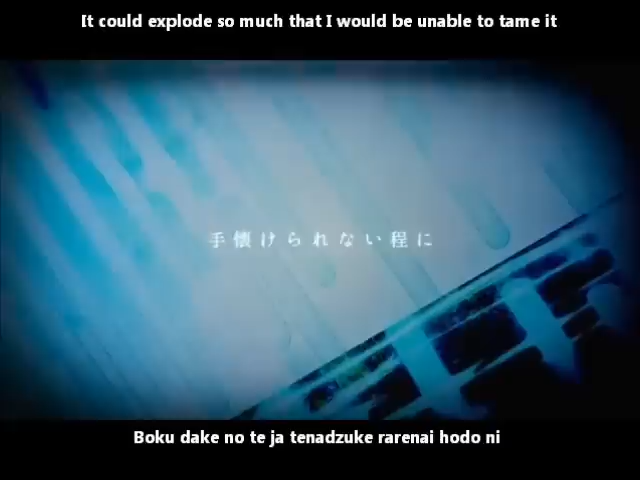 It could explode so much that I would be unable to tame it
手懐けられない程に
Boku dake no te ja tenadzuke rarenai hodo ni